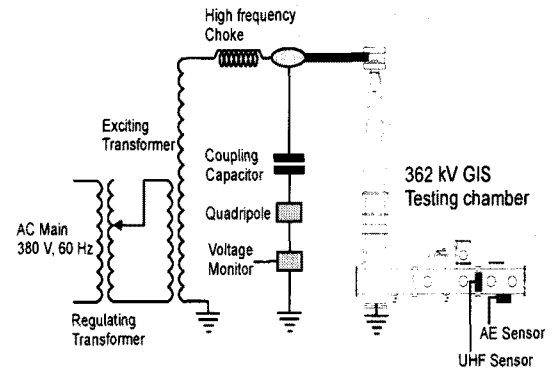 High frequency
Choke
Exciting
Transformer
Coupling
Capacitor
362 kV GIS
Testing chamber
Quadripole
AC Main
380 V, 60 Hz
Voltage
Monitor
Regulating
Transformer
AE Sensor
UHF Sensor